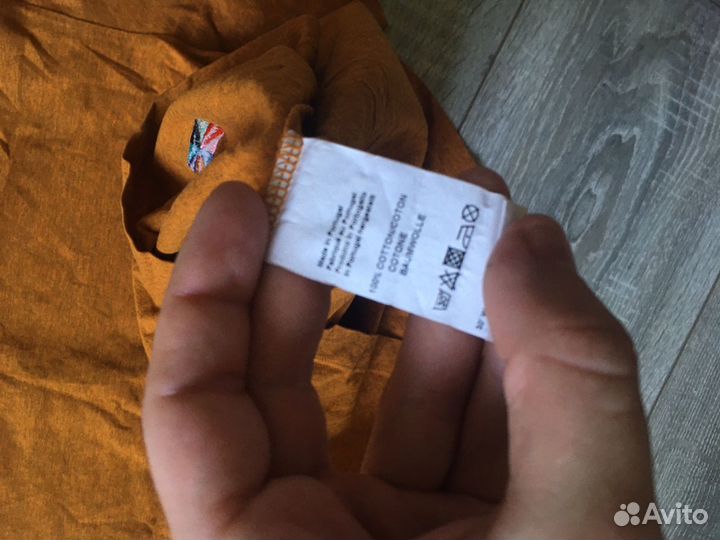 Made in Portugal
Fabriqué au Portugal
Prodotto in Portogallo
In Portugal hergestellt
100% COTTON/COTON
COTONE
BAUMWOLLE
Avito